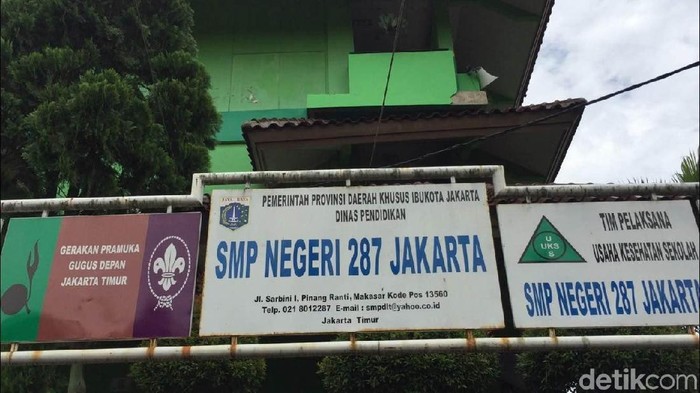 GERAKAN PRAMUKA
GUGUS DEPAN
JAKARTA TIMUR
JAYA RAYA
PEMERINTAH PROVINSI DAERAH KHUSUS IBUKOTA JAKARTA
DINAS PENDIDIKAN
SMP NEGERI 287 JAKARTA
Jl. Sarbini I, Pinang Ranti, Makasar Kode Pos 13560
Telp. 021 8012287 E-mail : smpdlt@yahoo.co.id
Jakarta Timur
U
UKS
S
TIM PELAKSANA
USAHA KESEHATAN SEKOLAH
SMP NEGERI 287 JAKARTA
detikcom